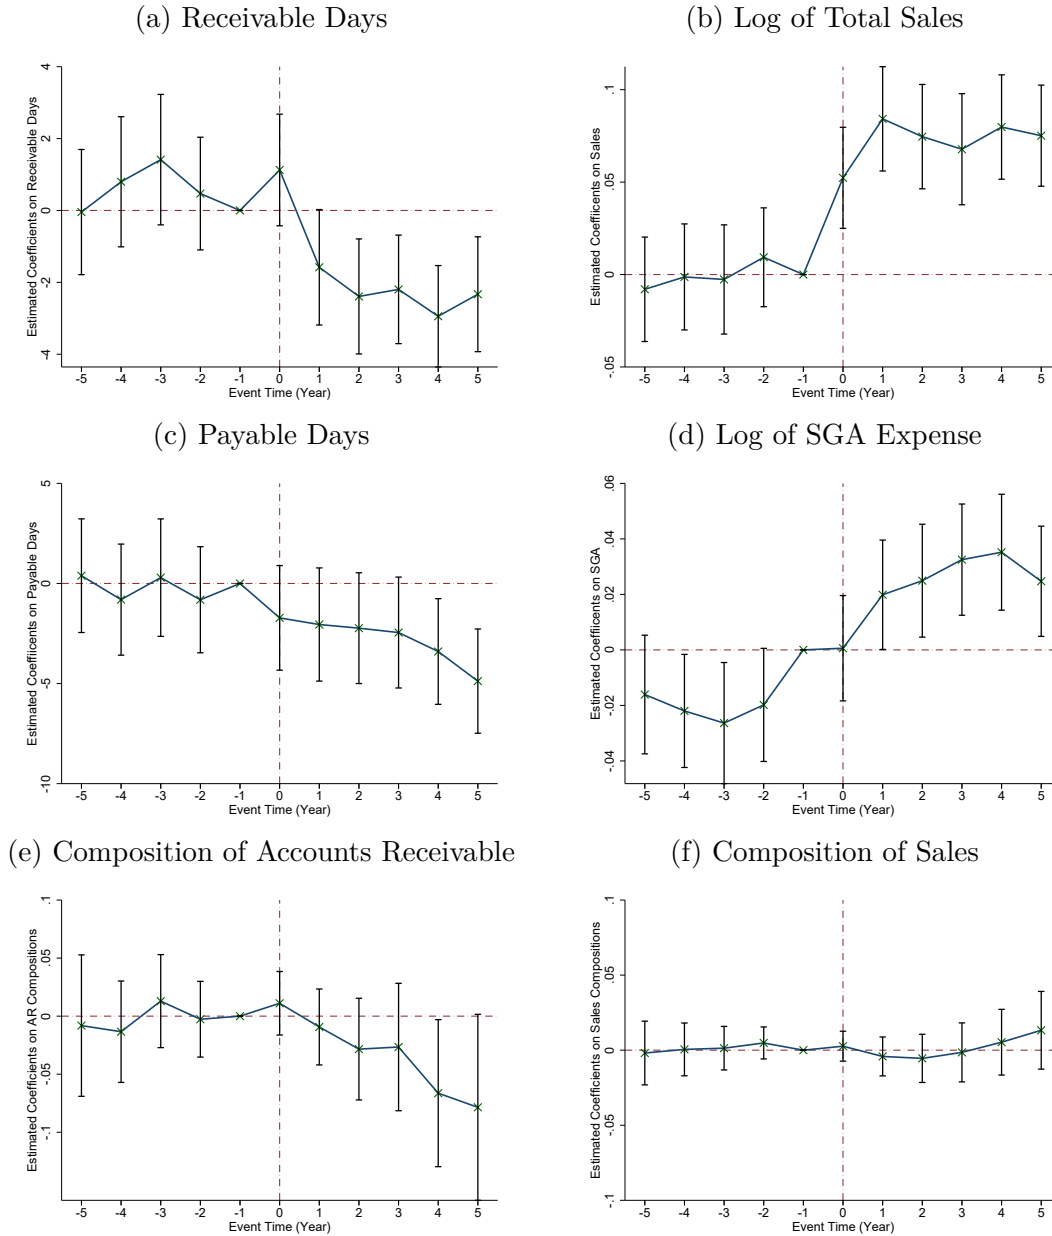 (a) Receivable Days
Estimated Coefficients on Receivable Days
4
2
0
-2
-4
-5 -4 -3 -2 -1 0 1 2 3 4 5
Event Time (Year)
(b) Log of Total Sales
Estimated Coeffiicents on Sales
.1
.05
0
-.05
-5 -4 -3 -2 -1 0 1 2 3 4 5
Event Time (Year)
(c) Payable Days
Estimated Coeffiicents on Payable Days
5
0
-5
-10
-5 -4 -3 -2 -1 0 1 2 3 4 5
Event Time (Year)
(d) Log of SGA Expense
Estimated Coeffiicents on SGA
.06
.04
.02
0
-.02
-.04
-5 -4 -3 -2 -1 0 1 2 3 4 5
Event Time (Year)
(e) Composition of Accounts Receivable
Estimated Coefficients on AR Compositions
.1
.05
0
-.05
-.1
-5 -4 -3 -2 -1 0 1 2 3 4 5
Event Time (Year)
(f) Composition of Sales
Estimated Coefficients on Sales Compositions
.1
.05
0
-.05
-.1
-5 -4 -3 -2 -1 0 1 2 3 4 5
Event Time (Year)